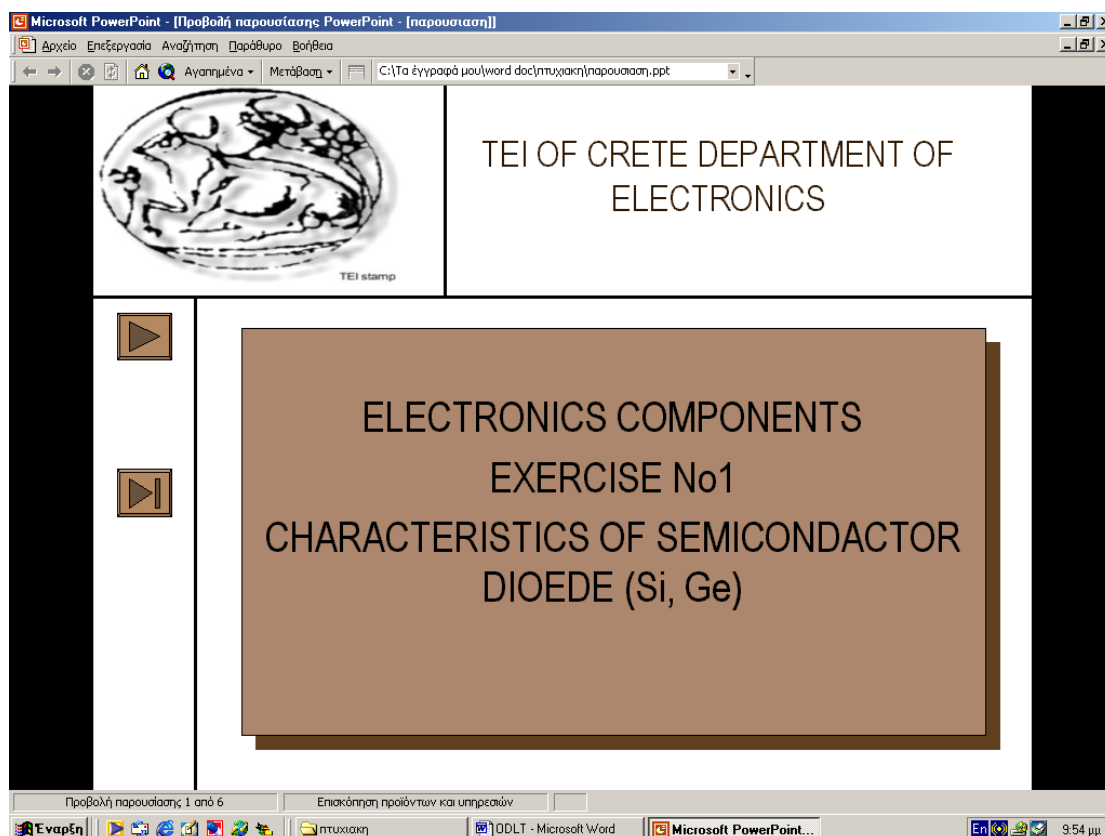 Microsoft PowerPoint - [[Προβολή παρουσίασης PowerPoint - [παρουσιαση]]
Αρχείο Επεξεργασία Αναζήτηση Παράθυρο Βοήθεια
Αγαπημένα Μετάβαση C:\Τα έγγραφά μου\word doc\πτυχιακη\παρουσιαση.ppt
TEI OF CRETE DEPARTMENT OF
ELECTRONICS
TEI stamp
ELECTRONICS COMPONENTS
EXERCISE No1
CHARACTERISTICS OF SEMICONDACTOR
DIOEDE (Si, Ge)
Προβολή παρουσίασης 1 από 6 Επισκόπηση προϊόντων και υπηρεσιών
Έναρξη πτυχιακη ODLT - Microsoft Word Microsoft PowerPoint... En 9:54 μμ